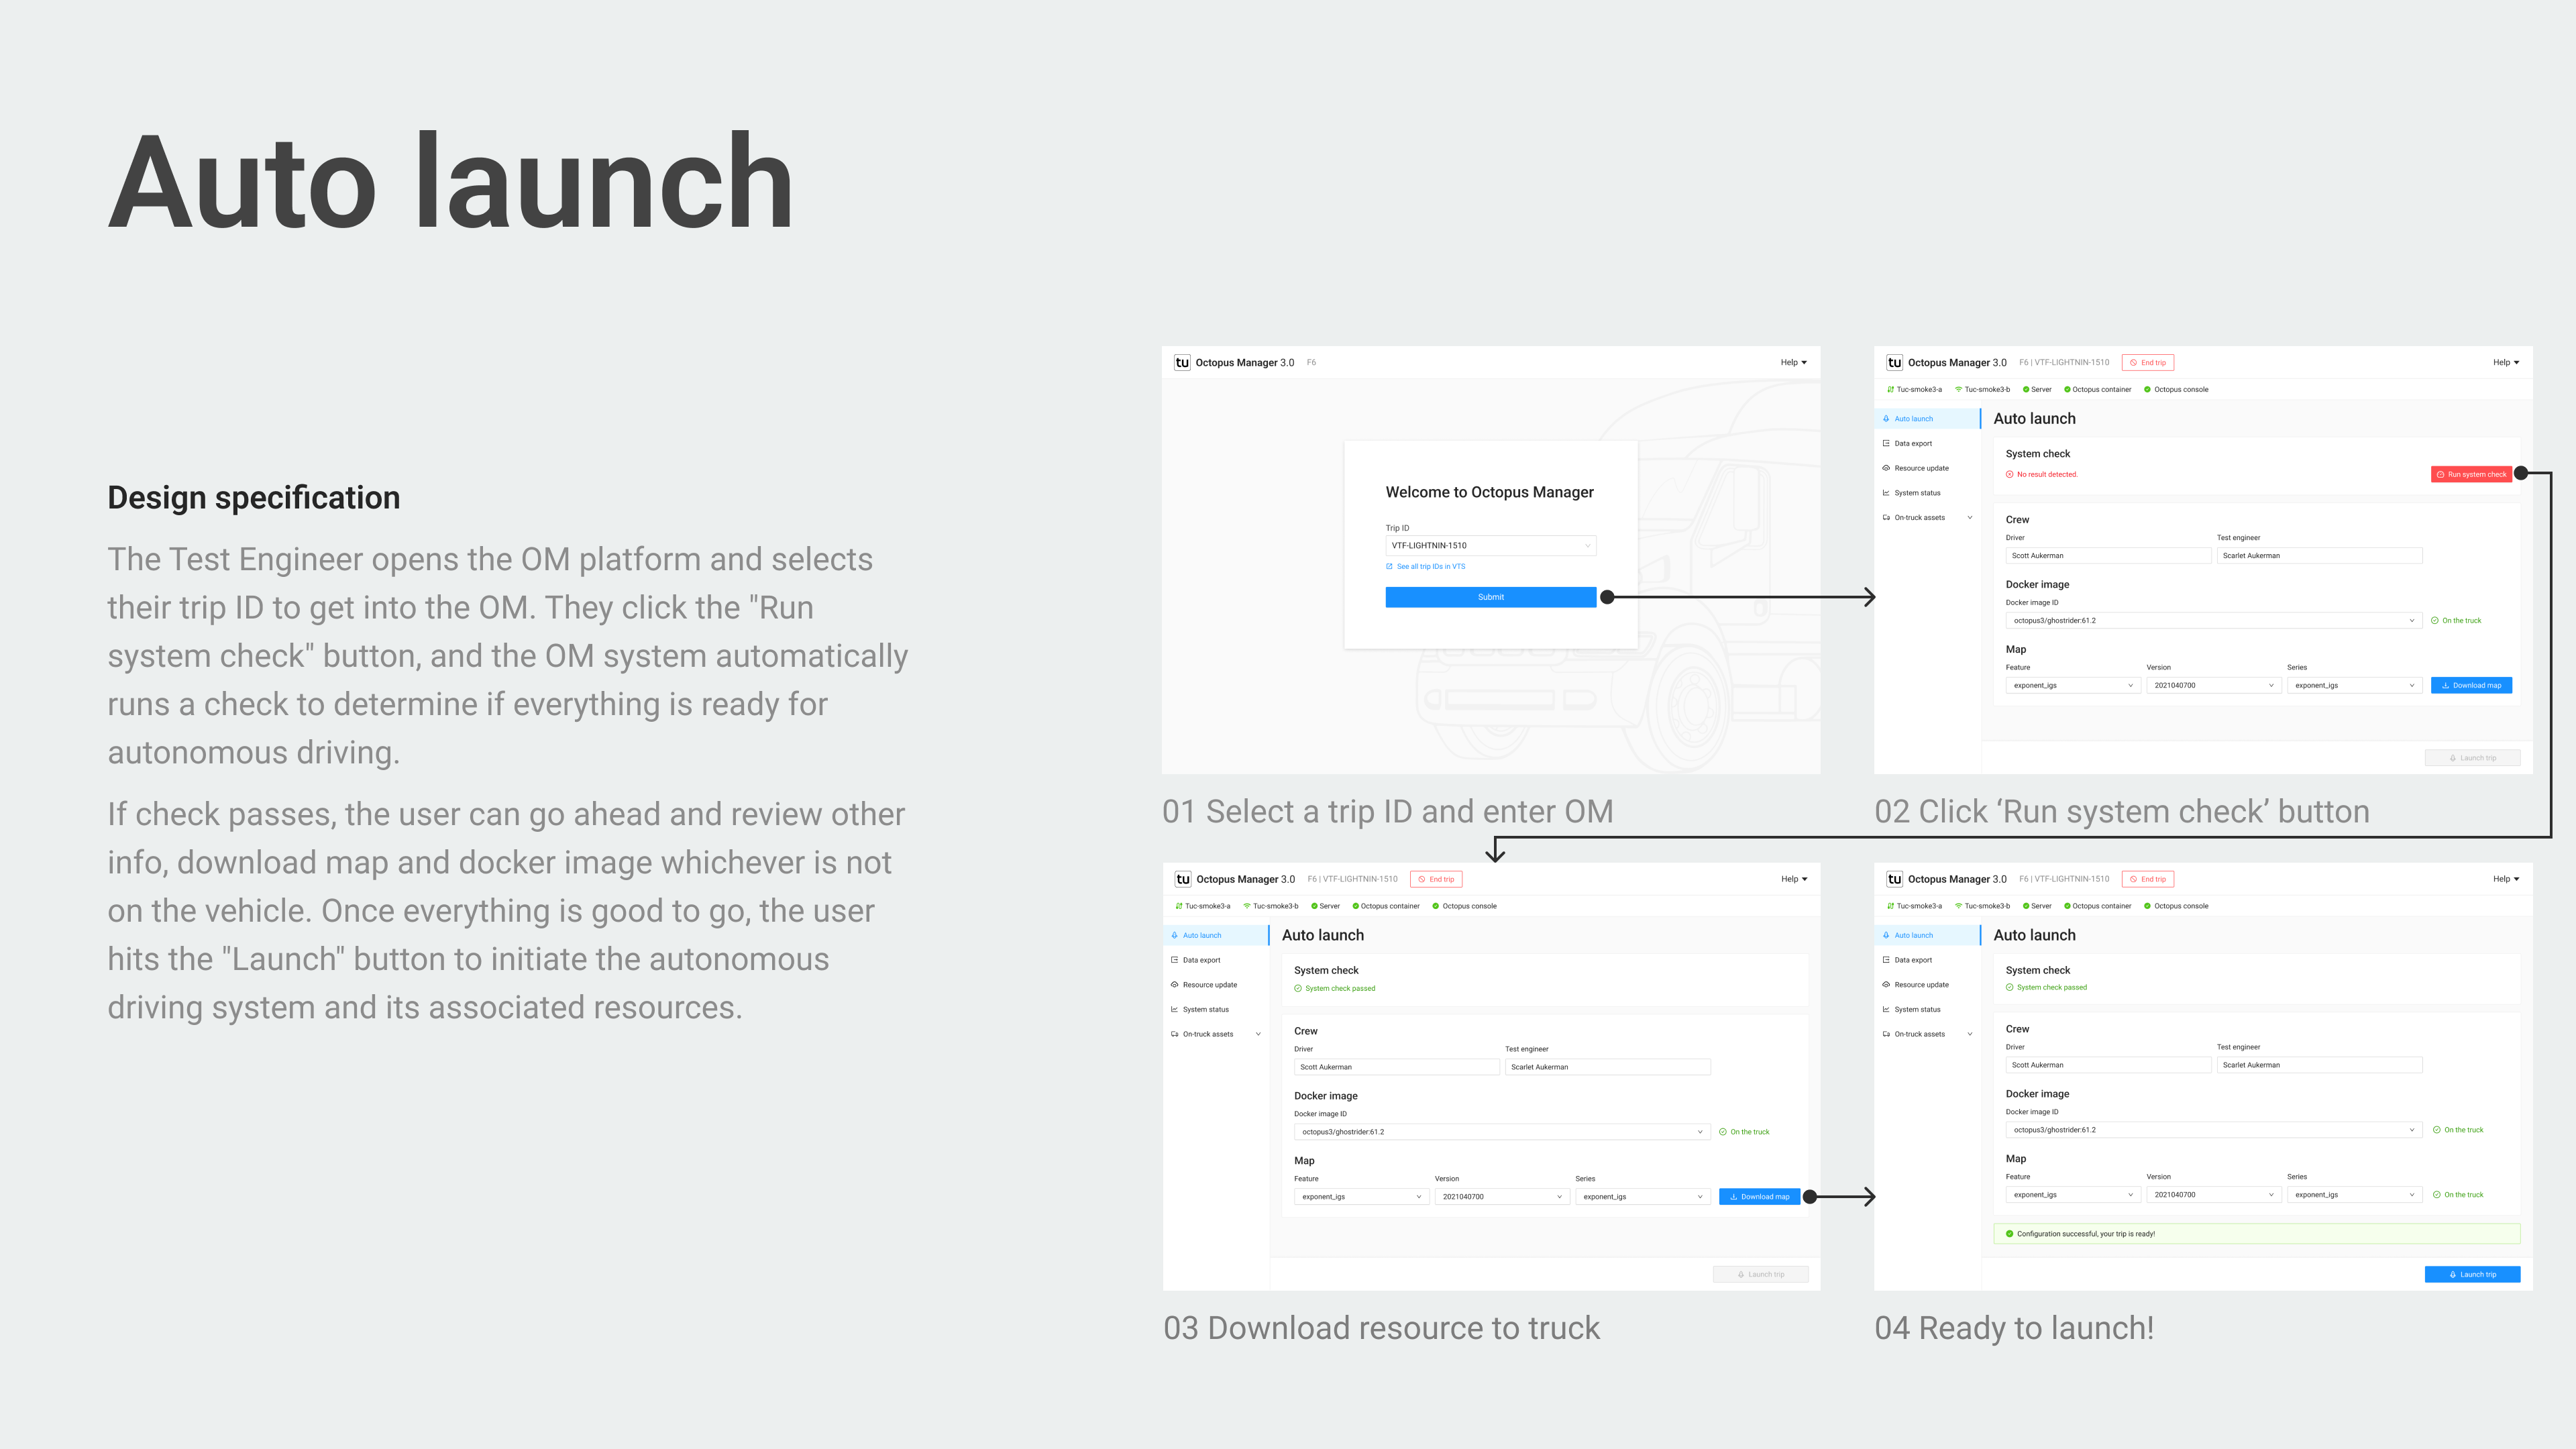 Auto launch
Design specification
The Test Engineer opens the OM platform and selects
their trip ID to get into the OM. They click the "Run
system check" button, and the OM system automatically
runs a check to determine if everything is ready for
autonomous driving.
If check passes, the user can go ahead and review other
info, download map and docker image whichever is not
on the vehicle. Once everything is good to go, the user
hits the "Launch" button to initiate the autonomous
driving system and its associated resources.
tu Octopus Manager 3.0 F6 Help
Welcome to Octopus Manager
Trip ID
VTF-LIGHTNIN-1510
See all trip IDs in VTS
Submit
01 Select a trip ID and enter OM
tu Octopus Manager 3.0 F6 | VTF-LIGHTNIN-1510 End trip Help
Tuc-smoke3-a Tuc-smoke3-b Server Octopus container Octopus console
Auto launch
Data export
Resource update
System status
On-truck assets
Auto launch
System check
No result detected.
Run system check
Crew
Driver Test engineer
Scott Aukerman Scarlet Aukerman
Docker image
Docker image ID
octopus3/ghostrider:61.2 On the truck
Map
Feature Version Series
exponent_igs 2021040700 exponent_igs Download map
Launch trip
02 Click ‘Run system check’ button
tu Octopus Manager 3.0 F6 | VTF-LIGHTNIN-1510 End trip Help
Tuc-smoke3-a Tuc-smoke3-b Server Octopus container Octopus console
Auto launch
Data export
Resource update
System status
On-truck assets
Auto launch
System check
System check passed
Crew
Driver Test engineer
Scott Aukerman Scarlet Aukerman
Docker image
Docker image ID
octopus3/ghostrider:61.2 On the truck
Map
Feature Version Series
exponent_igs 2021040700 exponent_igs Download map
Launch trip
03 Download resource to truck
tu Octopus Manager 3.0 F6 | VTF-LIGHTNIN-1510 End trip Help
Tuc-smoke3-a Tuc-smoke3-b Server Octopus container Octopus console
Auto launch
Data export
Resource update
System status
On-truck assets
Auto launch
System check
System check passed
Crew
Driver Test engineer
Scott Aukerman Scarlet Aukerman
Docker image
Docker image ID
octopus3/ghostrider:61.2 On the truck
Map
Feature Version Series
exponent_igs 2021040700 exponent_igs On the truck
Configuration successful, your trip is ready!
Launch trip
04 Ready to launch!